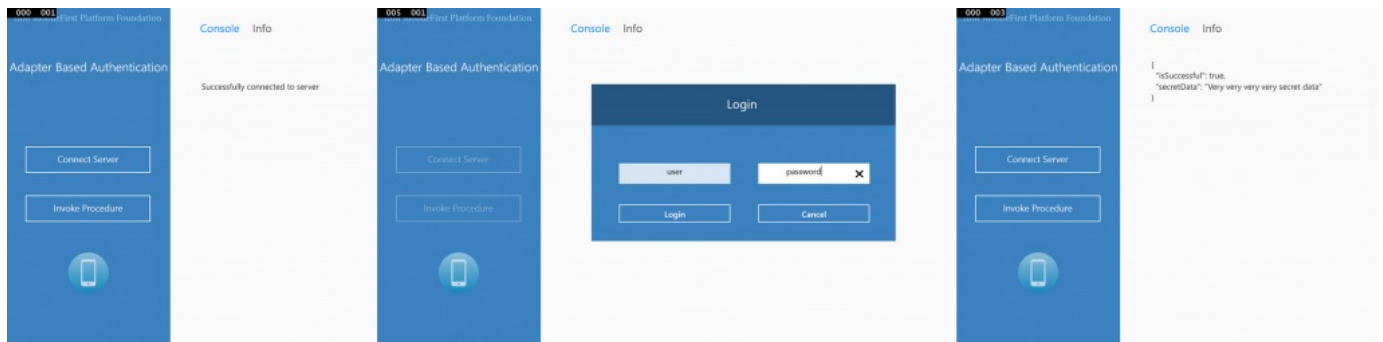 000 001
First Platform Foundation
Console Info
Adapter Based Authentication
Successfully connected to server
Connect Server
Invoke Procedure
005 001
First Platform Foundation
Console Info
Adapter Based Authentication
Login
Connect Server
user
password
Invoke Procedure
Login
Cancel
000 003
First Platform Foundation
Console Info
Adapter Based Authentication
{
"isSuccessful": true,
"secretData": "Very very very very secret data"
}
Connect Server
Invoke Procedure